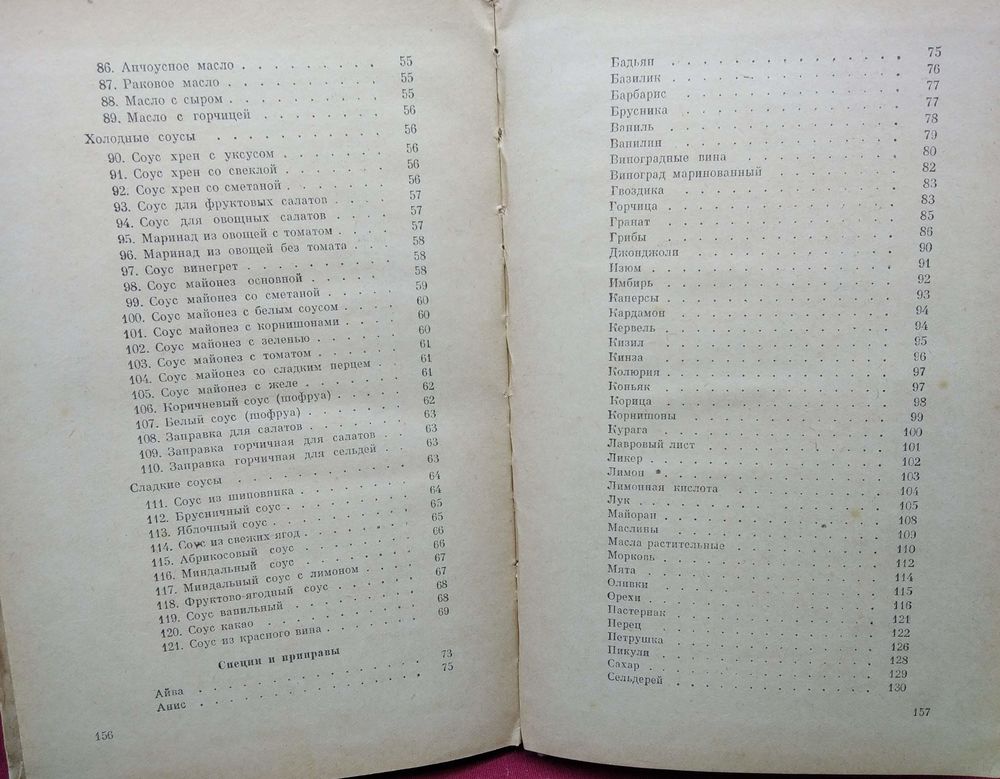 86. Анчоусное масло . . . . . . . . . 55
87. Раковое масло . . . . . . . . . 55
88. Масло с сыром . . . . . . . . . 55
89. Масло с горчицей . . . . . . . . 56
Холодные соусы . . . . . . . . . 56
90. Соус хрен с уксусом . . . . . . . 56
91. Соус хрен со свеклой . . . . . . . 56
92. Соус хрен со сметаной . . . . . . 56
93. Соус для фруктовых салатов . . . . 57
94. Соус для овощных салатов . . . . . 57
95. Маринад из овощей с томатом . . . . 57
96. Маринад из овощей без томата . . . . 58
97. Соус винегрет . . . . . . . . . 58
98. Соус майонез основной . . . . . . 58
99. Соус майонез со сметаной . . . . . 59
100. Соус майонез с белым соусом . . . . 60
101. Соус майонез с корнишонами . . . . 60
102. Соус майонез с зеленью . . . . . . 60
103. Соус майонез с томатом . . . . . . 61
104. Соус майонез со сладким перцем . . . 61
105. Соус майонез с желе . . . . . . . 61
106. Коричневый соус (шофруа) . . . . . 62
107. Белый соус (шофруа) . . . . . . . 62
108. Заправка для салатов . . . . . . . 63
109. Заправка горчичная для салатов . . . 63
110. Заправка горчичная для сельдей . . . 63
Сладкие соусы . . . . . . . . . 63
111. Соус из шиповника . . . . . . . 64
112. Брусничный соус . . . . . . . . 64
113. Яблочный соус . . . . . . . . . 65
114. Соус из свежих ягод . . . . . . . 65
115. Абрикосовый соус . . . . . . . . 66
116. Миндальный соус . . . . . . . . 66
117. Миндальный соус с лимоном . . . . . 67
118. Фруктово-ягодный соус . . . . . . 67
119. Соус ванильный . . . . . . . . 68
120. Соус какао . . . . . . . . . . 68
121. Соус из красного вина . . . . . . 69
Специи и приправы
Айва . . . . . . . . . . . . 73
Анис . . . . . . . . . . . . 75
156
Бадьян . . . . . . . . . . . . 75
Базилик . . . . . . . . . . . . 76
Барбарис . . . . . . . . . . . . 77
Брусника . . . . . . . . . . . . 77
Ваниль . . . . . . . . . . . . 78
Ванилин . . . . . . . . . . . . 79
Виноградные вина . . . . . . . . . 80
Виноград маринованный . . . . . . . 82
Гвоздика . . . . . . . . . . . . 83
Горчица . . . . . . . . . . . . 83
Гранат . . . . . . . . . . . . 85
Грибы . . . . . . . . . . . . 86
Джонджоли . . . . . . . . . . . . 90
Изюм . . . . . . . . . . . . 91
Имбирь . . . . . . . . . . . . 92
Каперсы . . . . . . . . . . . . 93
Кардамон . . . . . . . . . . . . 94
Кервель . . . . . . . . . . . . 94
Кизил . . . . . . . . . . . . 95
Кинза . . . . . . . . . . . . 96
Колюрия . . . . . . . . . . . . 97
Коньяк . . . . . . . . . . . . 97
Корица . . . . . . . . . . . . 98
Корнишоны . . . . . . . . . . . . 99
Курага . . . . . . . . . . . . 100
Лавровый лист . . . . . . . . . . 101
Ликер . . . . . . . . . . . . 102
Лимон . . . . . . . . . . . . 103
Лимонная кислота . . . . . . . . . 104
Лук . . . . . . . . . . . . 105
Майоран . . . . . . . . . . . . 108
Маслины . . . . . . . . . . . . 109
Масла растительные . . . . . . . . 110
Морковь . . . . . . . . . . . . 112
Мята . . . . . . . . . . . . 114
Оливки . . . . . . . . . . . . 115
Орехи . . . . . . . . . . . . 116
Пастернак . . . . . . . . . . . . 121
Перец . . . . . . . . . . . . 122
Петрушка . . . . . . . . . . . . 126
Пикули . . . . . . . . . . . . 128
Сахар . . . . . . . . . . . . 129
Сельдерей . . . . . . . . . . . . 130
157